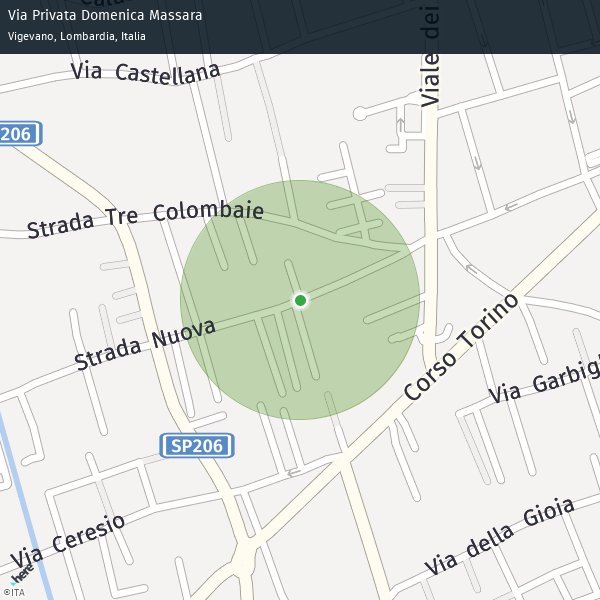 Via Privata Domenica Massara
Vigevano, Lombardia, Italia
Via Castellana
Viale dei
206
Strada Tre Colombaie
Strada Nuova
Corso Torino
Via Garbigl
SP206
Via Ceresio
Via della Gioia
here
©ITA